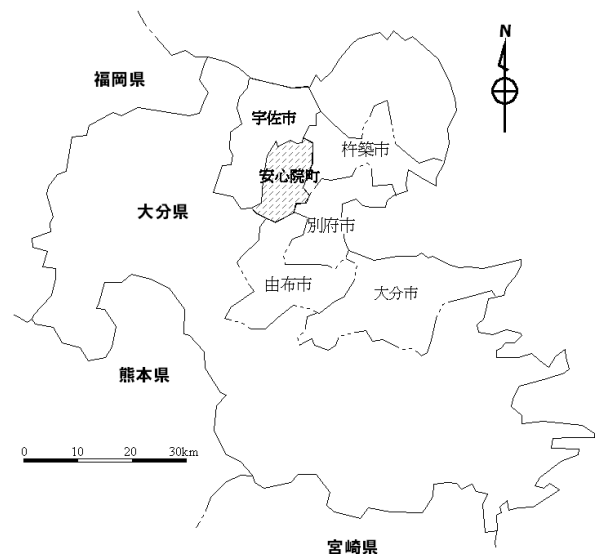 N
福岡県
宇佐市
杵築市
安心院町
大分県
別府市
由布市
大分市
熊本県
0 10 20 30km
宮崎県